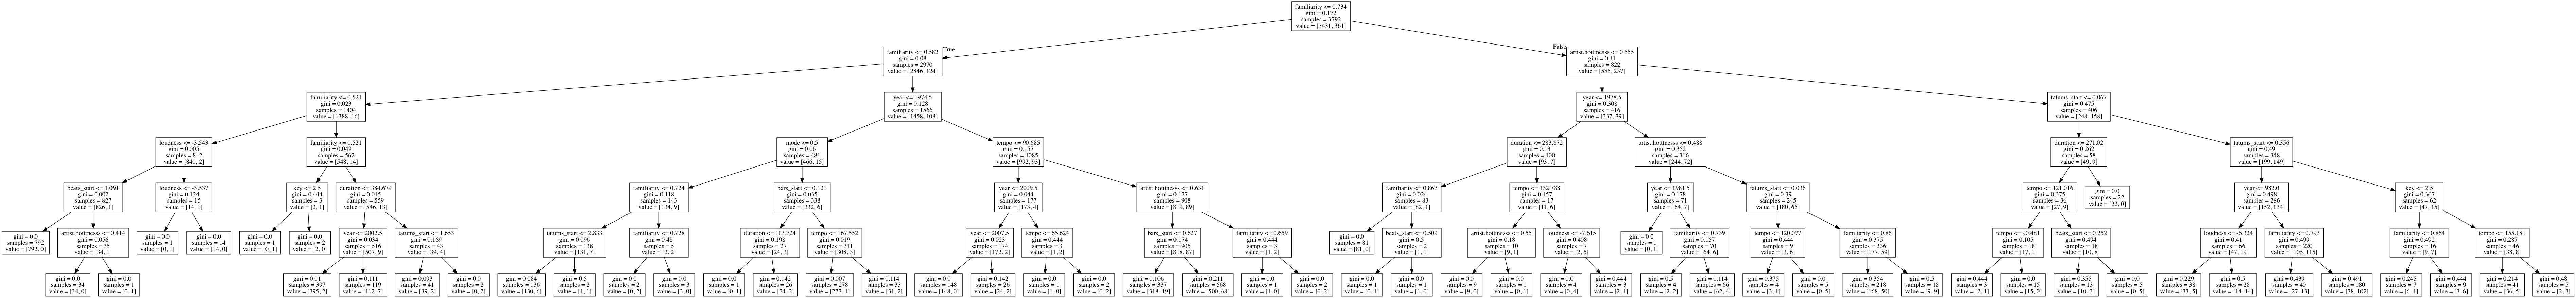 familiarity <= 0.734
gini = 0.172
samples = 3792
value = [3431, 361]
True
False
familiarity <= 0.582
gini = 0.08
samples = 2970
value = [2846, 124]
artist.hotttnesss <= 0.555
gini = 0.41
samples = 822
value = [585, 237]
familiarity <= 0.521
gini = 0.023
samples = 1404
value = [1388, 16]
year <= 1974.5
gini = 0.128
samples = 1566
value = [1458, 108]
year <= 1978.5
gini = 0.308
samples = 416
value = [337, 79]
tatums_start <= 0.067
gini = 0.475
samples = 406
value = [248, 158]
loudness <= -3.543
gini = 0.005
samples = 842
value = [840, 2]
familiarity <= 0.521
gini = 0.049
samples = 562
value = [548, 14]
mode <= 0.5
gini = 0.06
samples = 481
value = [466, 15]
tempo <= 90.685
gini = 0.157
samples = 1085
value = [992, 93]
duration <= 283.872
gini = 0.13
samples = 100
value = [93, 7]
artist.hotttnesss <= 0.488
gini = 0.352
samples = 316
value = [244, 72]
duration <= 271.02
gini = 0.262
samples = 58
value = [49, 9]
tatums_start <= 0.356
gini = 0.49
samples = 348
value = [199, 149]
beats_start <= 1.091
gini = 0.002
samples = 827
value = [826, 1]
loudness <= -3.537
gini = 0.124
samples = 15
value = [14, 1]
key <= 2.5
gini = 0.444
samples = 3
value = [2, 1]
duration <= 384.679
gini = 0.045
samples = 559
value = [546, 13]
familiarity <= 0.724
gini = 0.118
samples = 143
value = [134, 9]
bars_start <= 0.121
gini = 0.035
samples = 338
value = [332, 6]
year <= 2009.5
gini = 0.044
samples = 177
value = [173, 4]
artist.hotttnesss <= 0.631
gini = 0.177
samples = 908
value = [819, 89]
familiarity <= 0.867
gini = 0.024
samples = 83
value = [82, 1]
tempo <= 132.788
gini = 0.457
samples = 17
value = [11, 6]
year <= 1981.5
gini = 0.178
samples = 71
value = [64, 7]
tatums_start <= 0.036
gini = 0.39
samples = 245
value = [180, 65]
tempo <= 121.016
gini = 0.375
samples = 36
value = [27, 9]
gini = 0.0
samples = 22
value = [22, 0]
year <= 982.0
gini = 0.498
samples = 286
value = [152, 134]
key <= 2.5
gini = 0.367
samples = 62
value = [47, 15]
gini = 0.0
samples = 792
value = [792, 0]
artist.hotttnesss <= 0.414
gini = 0.056
samples = 35
value = [34, 1]
gini = 0.0
samples = 1
value = [0, 1]
gini = 0.0
samples = 14
value = [14, 0]
gini = 0.0
samples = 1
value = [0, 1]
gini = 0.0
samples = 2
value = [2, 0]
year <= 2002.5
gini = 0.034
samples = 516
value = [507, 9]
tatums_start <= 1.653
gini = 0.169
samples = 43
value = [39, 4]
tatums_start <= 2.833
gini = 0.096
samples = 138
value = [131, 7]
familiarity <= 0.728
gini = 0.48
samples = 5
value = [3, 2]
duration <= 113.724
gini = 0.198
samples = 27
value = [24, 3]
tempo <= 167.552
gini = 0.019
samples = 311
value = [308, 3]
year <= 2007.5
gini = 0.023
samples = 174
value = [172, 2]
tempo <= 65.624
gini = 0.444
samples = 3
value = [1, 2]
bars_start <= 0.627
gini = 0.174
samples = 905
value = [818, 87]
familiarity <= 0.659
gini = 0.444
samples = 3
value = [1, 2]
gini = 0.0
samples = 81
value = [81, 0]
beats_start <= 0.509
gini = 0.5
samples = 2
value = [1, 1]
artist.hotttnesss <= 0.55
gini = 0.18
samples = 10
value = [9, 1]
loudness <= -7.615
gini = 0.408
samples = 7
value = [2, 5]
gini = 0.0
samples = 1
value = [0, 1]
familiarity <= 0.739
gini = 0.157
samples = 70
value = [64, 6]
tempo <= 120.077
gini = 0.444
samples = 9
value = [3, 6]
familiarity <= 0.86
gini = 0.375
samples = 236
value = [177, 59]
tempo <= 90.481
gini = 0.105
samples = 18
value = [17, 1]
beats_start <= 0.252
gini = 0.494
samples = 18
value = [10, 8]
loudness <= -6.324
gini = 0.41
samples = 66
value = [47, 19]
familiarity <= 0.793
gini = 0.499
samples = 220
value = [105, 115]
familiarity <= 0.864
gini = 0.492
samples = 16
value = [9, 7]
tempo <= 155.181
gini = 0.287
samples = 46
value = [38, 8]
gini = 0.0
samples = 34
value = [34, 0]
gini = 0.0
samples = 1
value = [0, 1]
gini = 0.01
samples = 397
value = [395, 2]
gini = 0.111
samples = 119
value = [112, 7]
gini = 0.093
samples = 41
value = [39, 2]
gini = 0.0
samples = 2
value = [0, 2]
gini = 0.084
samples = 136
value = [130, 6]
gini = 0.5
samples = 2
value = [1, 1]
gini = 0.0
samples = 2
value = [0, 2]
gini = 0.0
samples = 3
value = [3, 0]
gini = 0.0
samples = 1
value = [0, 1]
gini = 0.142
samples = 26
value = [24, 2]
gini = 0.007
samples = 278
value = [277, 1]
gini = 0.114
samples = 33
value = [31, 2]
gini = 0.0
samples = 148
value = [148, 0]
gini = 0.142
samples = 26
value = [24, 2]
gini = 0.0
samples = 1
value = [1, 0]
gini = 0.0
samples = 2
value = [0, 2]
gini = 0.106
samples = 337
value = [318, 19]
gini = 0.211
samples = 568
value = [500, 68]
gini = 0.0
samples = 1
value = [1, 0]
gini = 0.0
samples = 2
value = [0, 2]
gini = 0.0
samples = 1
value = [0, 1]
gini = 0.0
samples = 1
value = [1, 0]
gini = 0.0
samples = 9
value = [9, 0]
gini = 0.0
samples = 1
value = [0, 1]
gini = 0.0
samples = 4
value = [0, 4]
gini = 0.444
samples = 3
value = [2, 1]
gini = 0.5
samples = 4
value = [2, 2]
gini = 0.114
samples = 66
value = [62, 4]
gini = 0.375
samples = 4
value = [3, 1]
gini = 0.0
samples = 5
value = [0, 5]
gini = 0.354
samples = 218
value = [168, 50]
gini = 0.5
samples = 18
value = [9, 9]
gini = 0.444
samples = 3
value = [2, 1]
gini = 0.0
samples = 15
value = [15, 0]
gini = 0.355
samples = 13
value = [10, 3]
gini = 0.0
samples = 5
value = [0, 5]
gini = 0.229
samples = 38
value = [33, 5]
gini = 0.5
samples = 28
value = [14, 14]
gini = 0.439
samples = 40
value = [27, 13]
gini = 0.491
samples = 180
value = [78, 102]
gini = 0.245
samples = 7
value = [6, 1]
gini = 0.444
samples = 9
value = [3, 6]
gini = 0.214
samples = 41
value = [36, 5]
gini = 0.48
samples = 5
value = [2, 3]